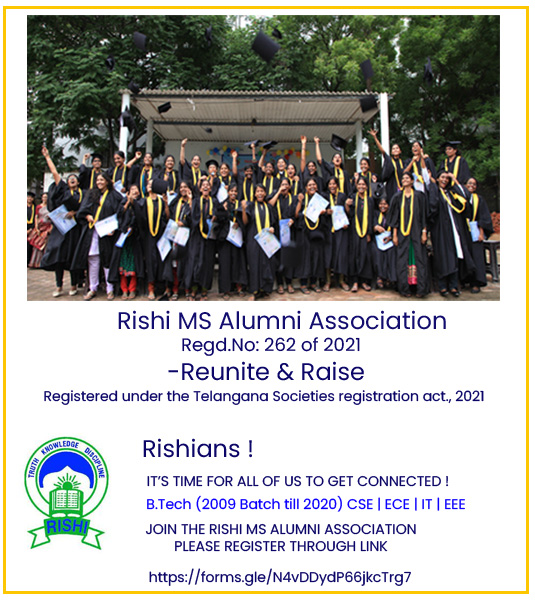 Rishi MS Alumni Association
Regd.No: 262 of 2021
-Reunite & Raise
Registered under the Telangana Societies registration act., 2021
TRUTH KNOWLEDGE DISCIPLINE
RISHI
Rishians !
IT'S TIME FOR ALL OF US TO GET CONNECTED !
B.Tech (2009 Batch till 2020) CSE | ECE | IT | EEE
JOIN THE RISHI MS ALUMNI ASSOCIATION
PLEASE REGISTER THROUGH LINK
https://forms.gle/N4vDDydP66jkcTrg7